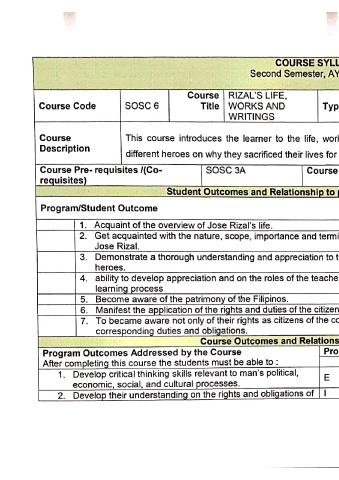 COURSE SYLL
Second Semester, AY
Course Code
SOSC 6
Course Title
RIZAL'S LIFE,
WORKS AND
WRITINGS
Typ
Course
Description
This course introduces the learner to the life, work
different heroes on why they sacrificed their lives for
Course Pre- requisites /(Co-
requisites)
SOSC 3A
Course
Student Outcomes and Relationship to p
Program/Student Outcome
1. Acquaint of the overview of Jose Rizal's life.
2. Get acquainted with the nature, scope, importance and termi
Jose Rizal.
3. Demonstrate a thorough understanding and appreciation to t
heroes.
4. ability to develop appreciation and on the roles of the teache
learning process
5. Become aware of the patrimony of the Filipinos.
6. Manifest the application of the rights and duties of the citizen
7. To became aware not only of their rights as citizens of the co
corresponding duties and obligations.
Course Outcomes and Relations
Program Outcomes Addressed by the Course
Pro
After completing this course the students must be able to :
1. Develop critical thinking skills relevant to man's political,
economic, social, and cultural processes.
E
2. Develop their understanding on the rights and obligations of
I